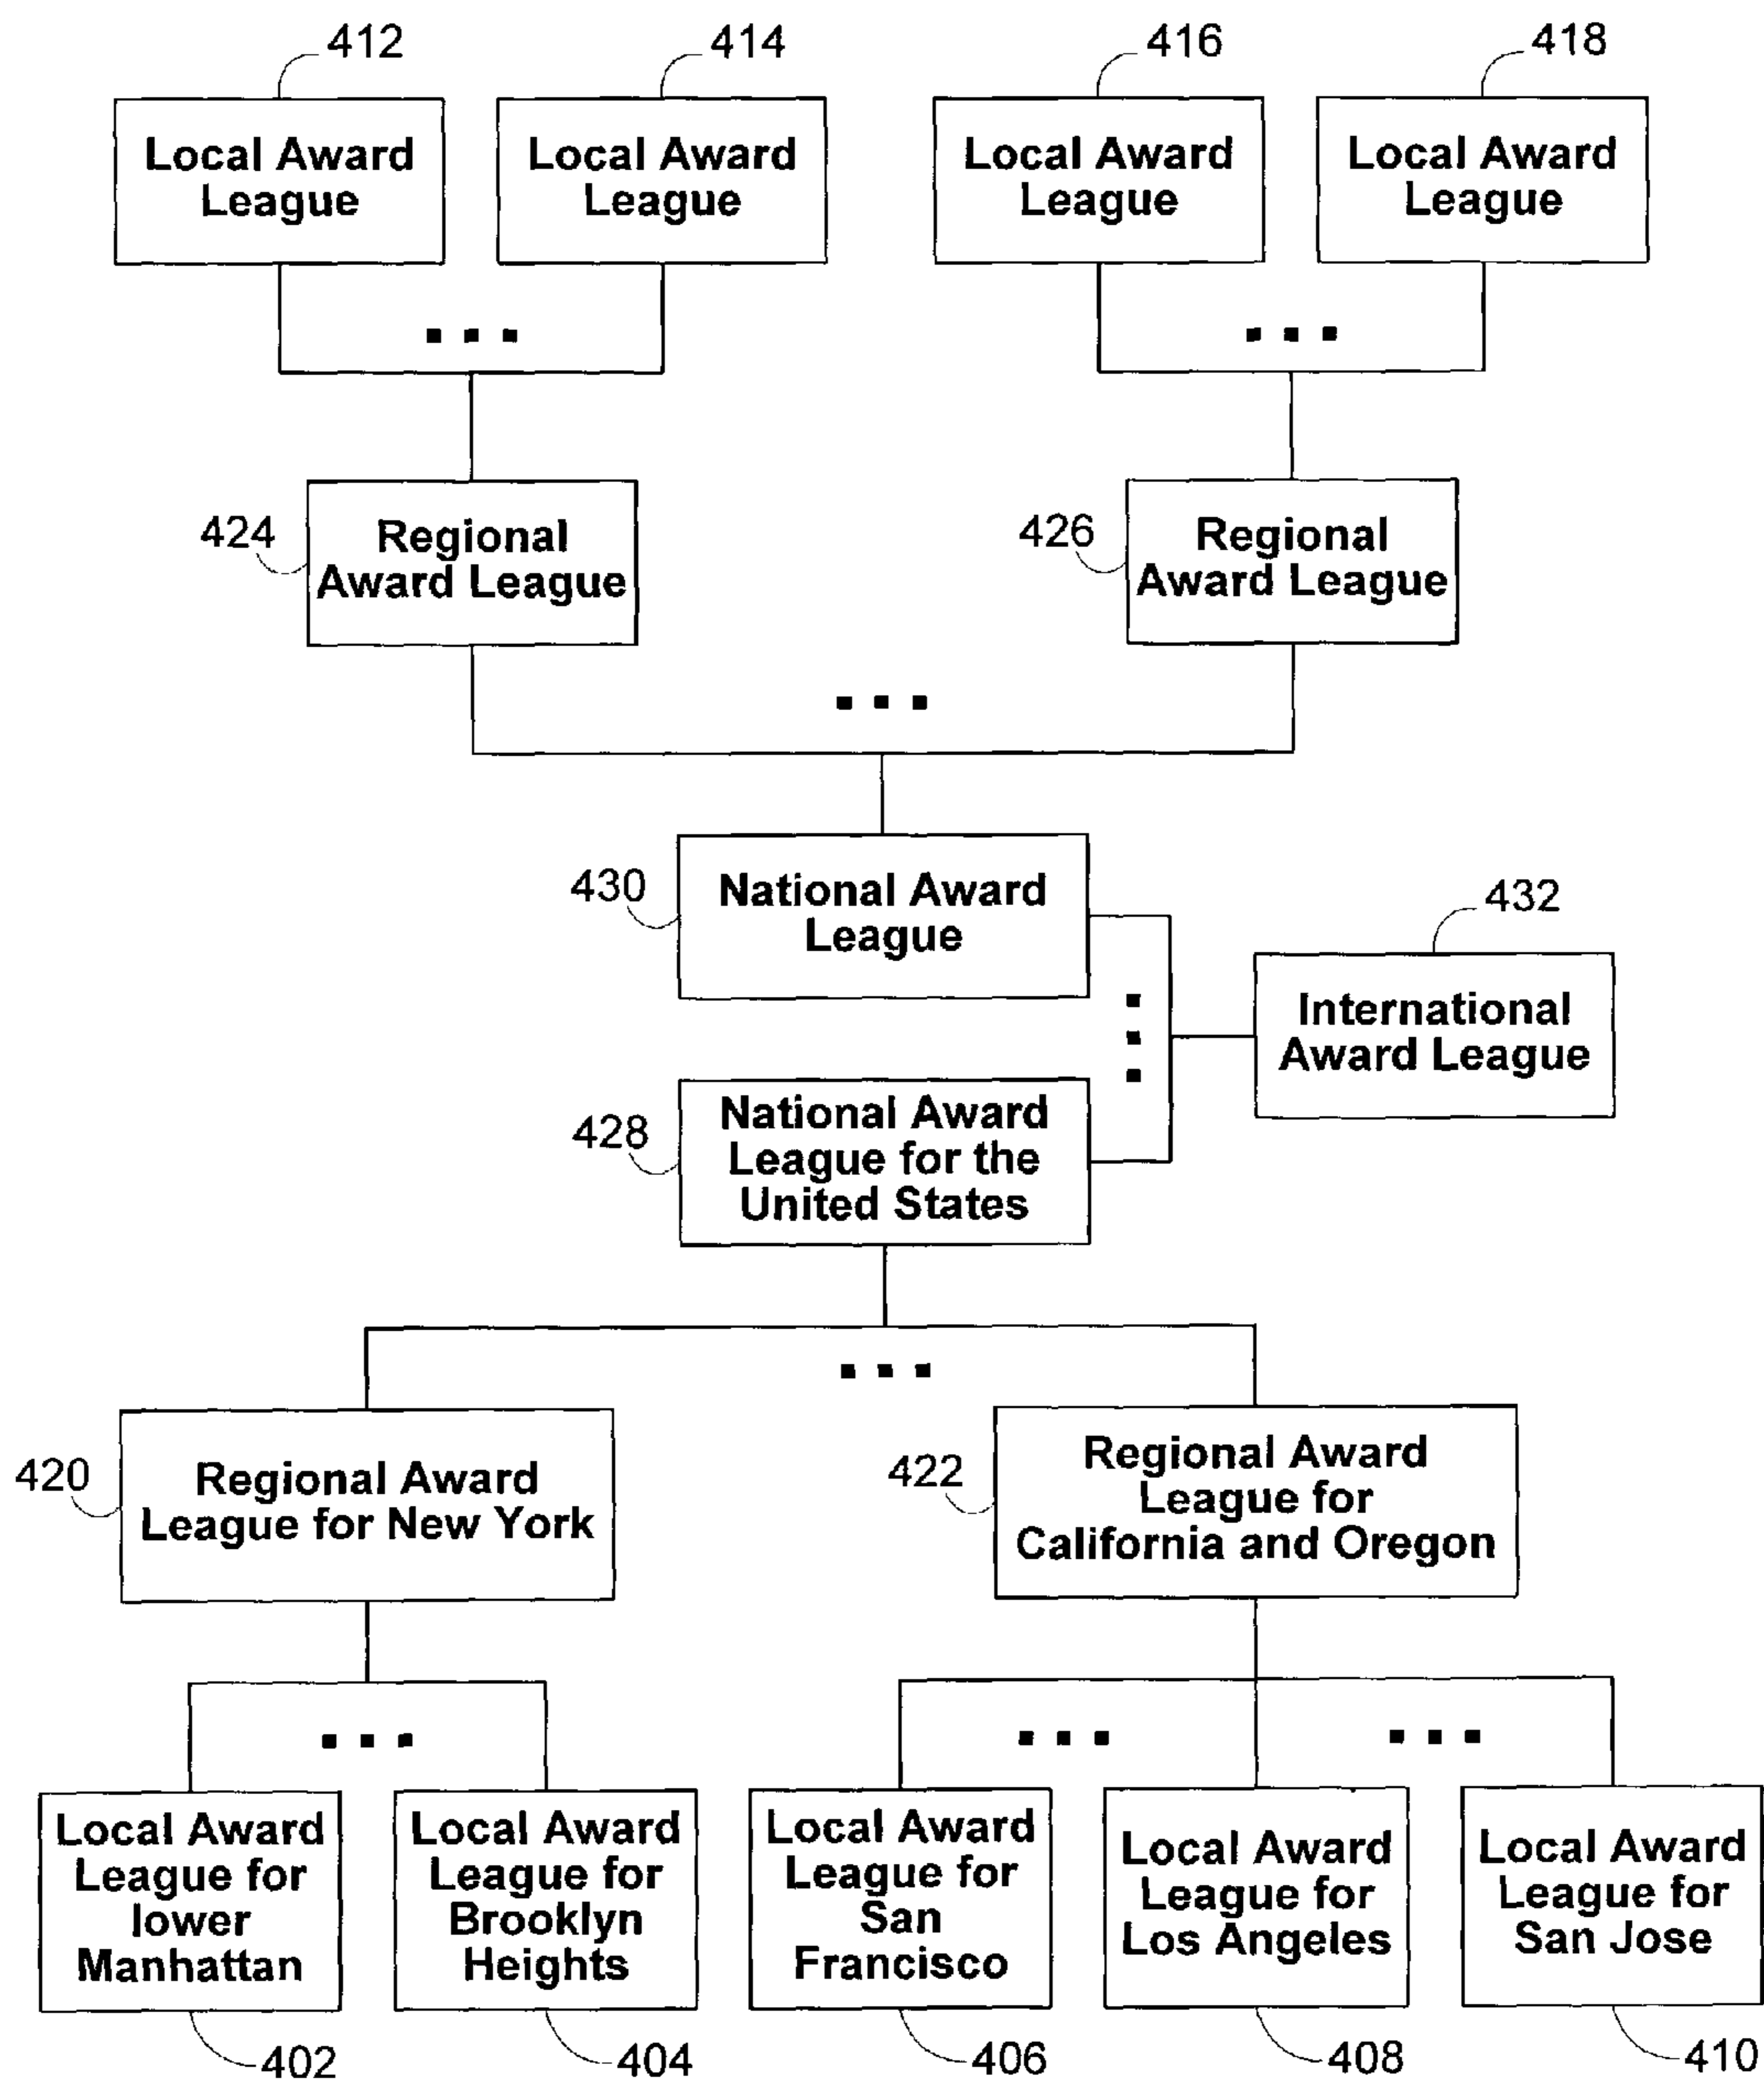 412
414
416
418
Local Award
League
Local Award
League
Local Award
League
Local Award
League
424
Regional
Award League
426
Regional
Award League
430
National Award
League
432
International
Award League
428
National Award
League for the
United States
420
Regional Award
League for New York
422
Regional Award
League for
California and Oregon
Local Award
League for
lower
Manhattan
Local Award
League for
Brooklyn
Heights
Local Award
League for
San
Francisco
Local Award
League for
Los Angeles
Local Award
League for
San Jose
402
404
406
408
410